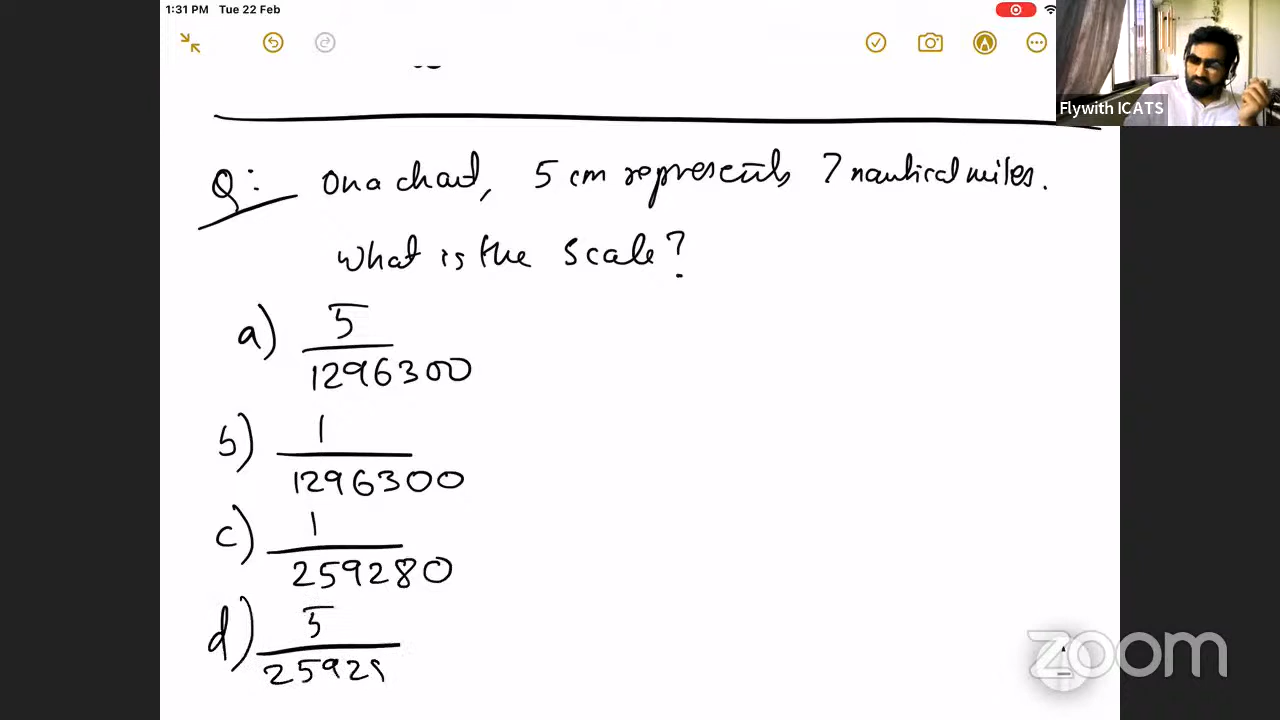 1:31 PM Tue 22 Feb
Flywith ICATS
Q: On a chart, 5 cm represents 7 nautical miles.
What is the scale?
a) 5
1296300
b) 1
1296300
c) 1
259280
d) 5
2592
zoom